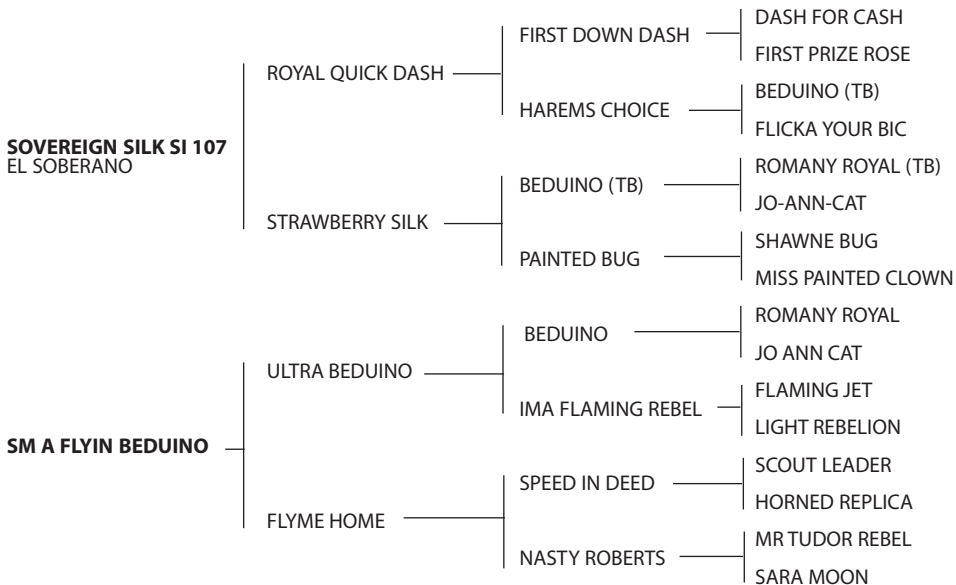 SOVEREIGN SILK SI 107
EL SOBERANO
ROYAL QUICK DASH
FIRST DOWN DASH
DASH FOR CASH
FIRST PRIZE ROSE
HAREMS CHOICE
BEDUINO (TB)
FLICKA YOUR BIC
STRAWBERRY SILK
BEDUINO (TB)
ROMANY ROYAL (TB)
JO-ANN-CAT
PAINTED BUG
SHAWNE BUG
MISS PAINTED CLOWN
SM A FLYIN BEDUINO
ULTRA BEDUINO
BEDUINO
ROMANY ROYAL
JO ANN CAT
IMA FLAMING REBEL
FLAMING JET
LIGHT REBELION
FLYME HOME
SPEED IN DEED
SCOUT LEADER
HORNED REPLICA
NASTY ROBERTS
MR TUDOR REBEL
SARA MOON